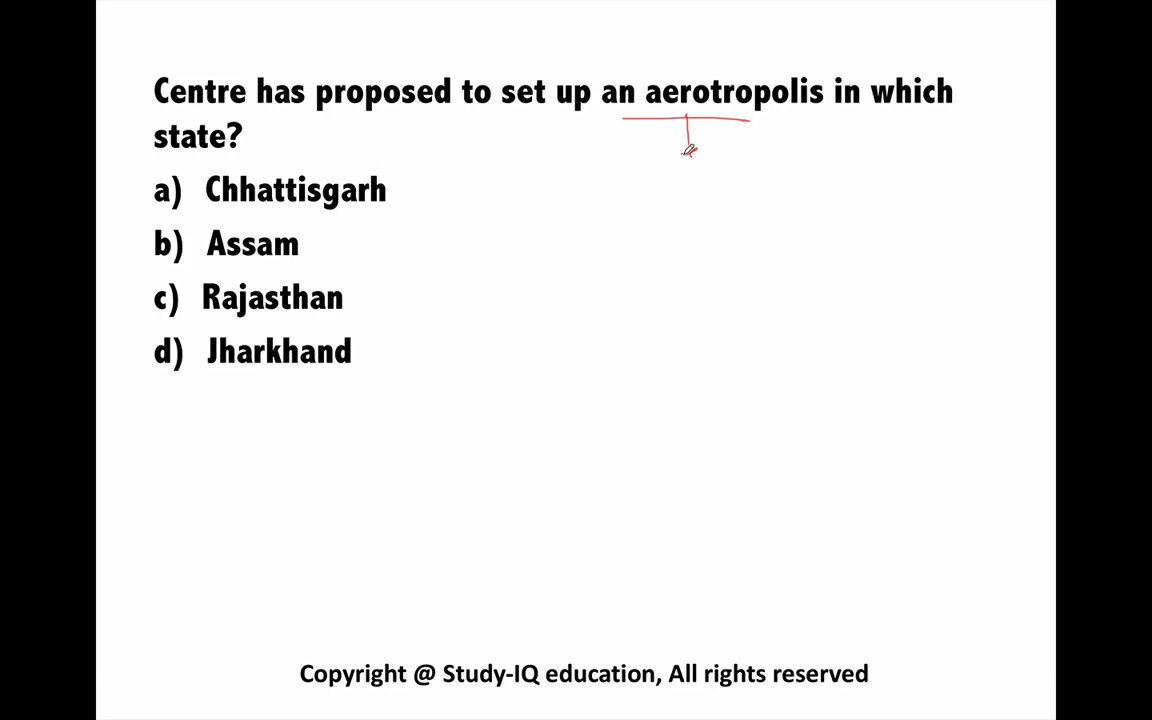 Centre has proposed to set up an aerotropolis in which
state?
a) Chhattisgarh
b) Assam
c) Rajasthan
d) Jharkhand
Copyright @ Study-IQ education, All rights reserved